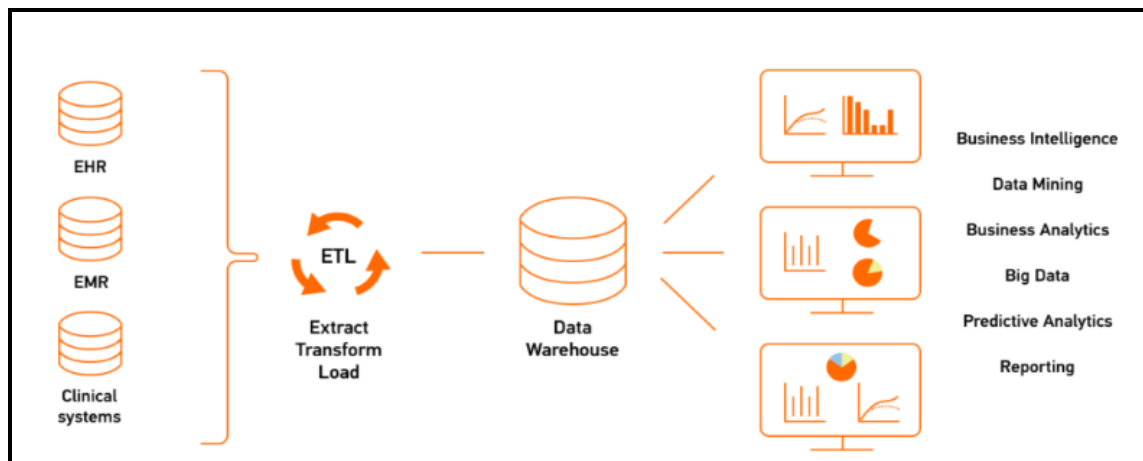 EHR
EMR
Clinical
systems
ETL
Extract
Transform
Load
Data
Warehouse
Business Intelligence
Data Mining
Business Analytics
Big Data
Predictive Analytics
Reporting